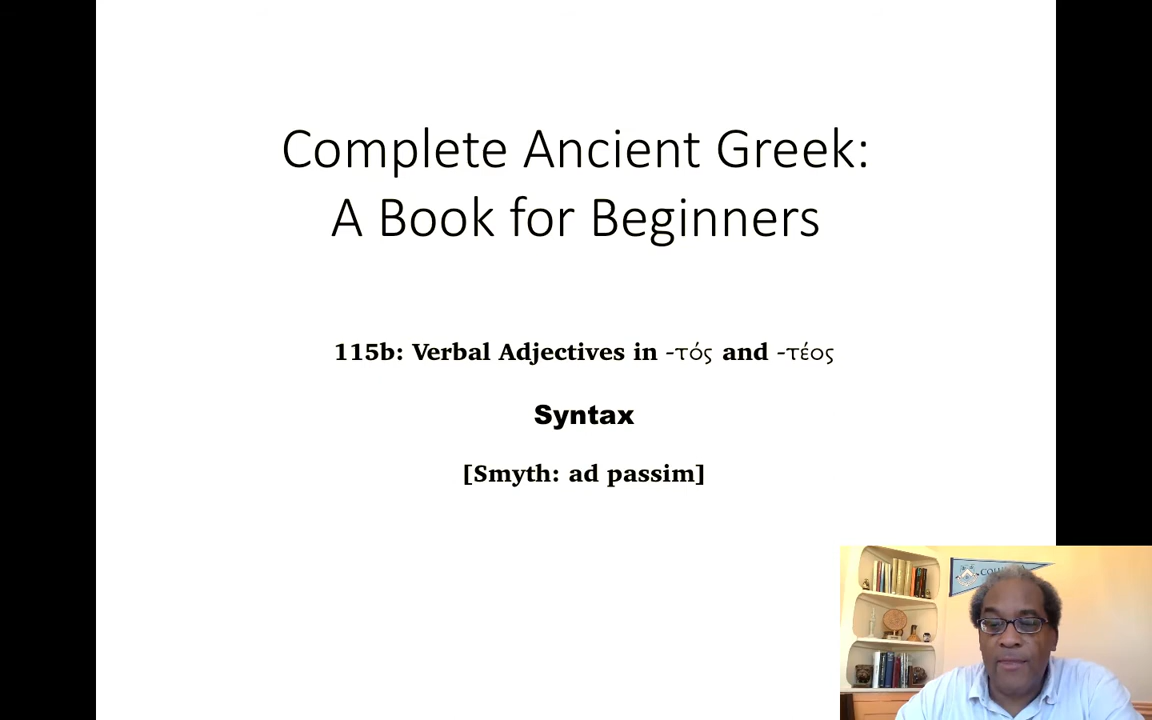 Complete Ancient Greek:
A Book for Beginners
115b: Verbal Adjectives in -τός and -τέος
Syntax
[Smyth: ad passim]